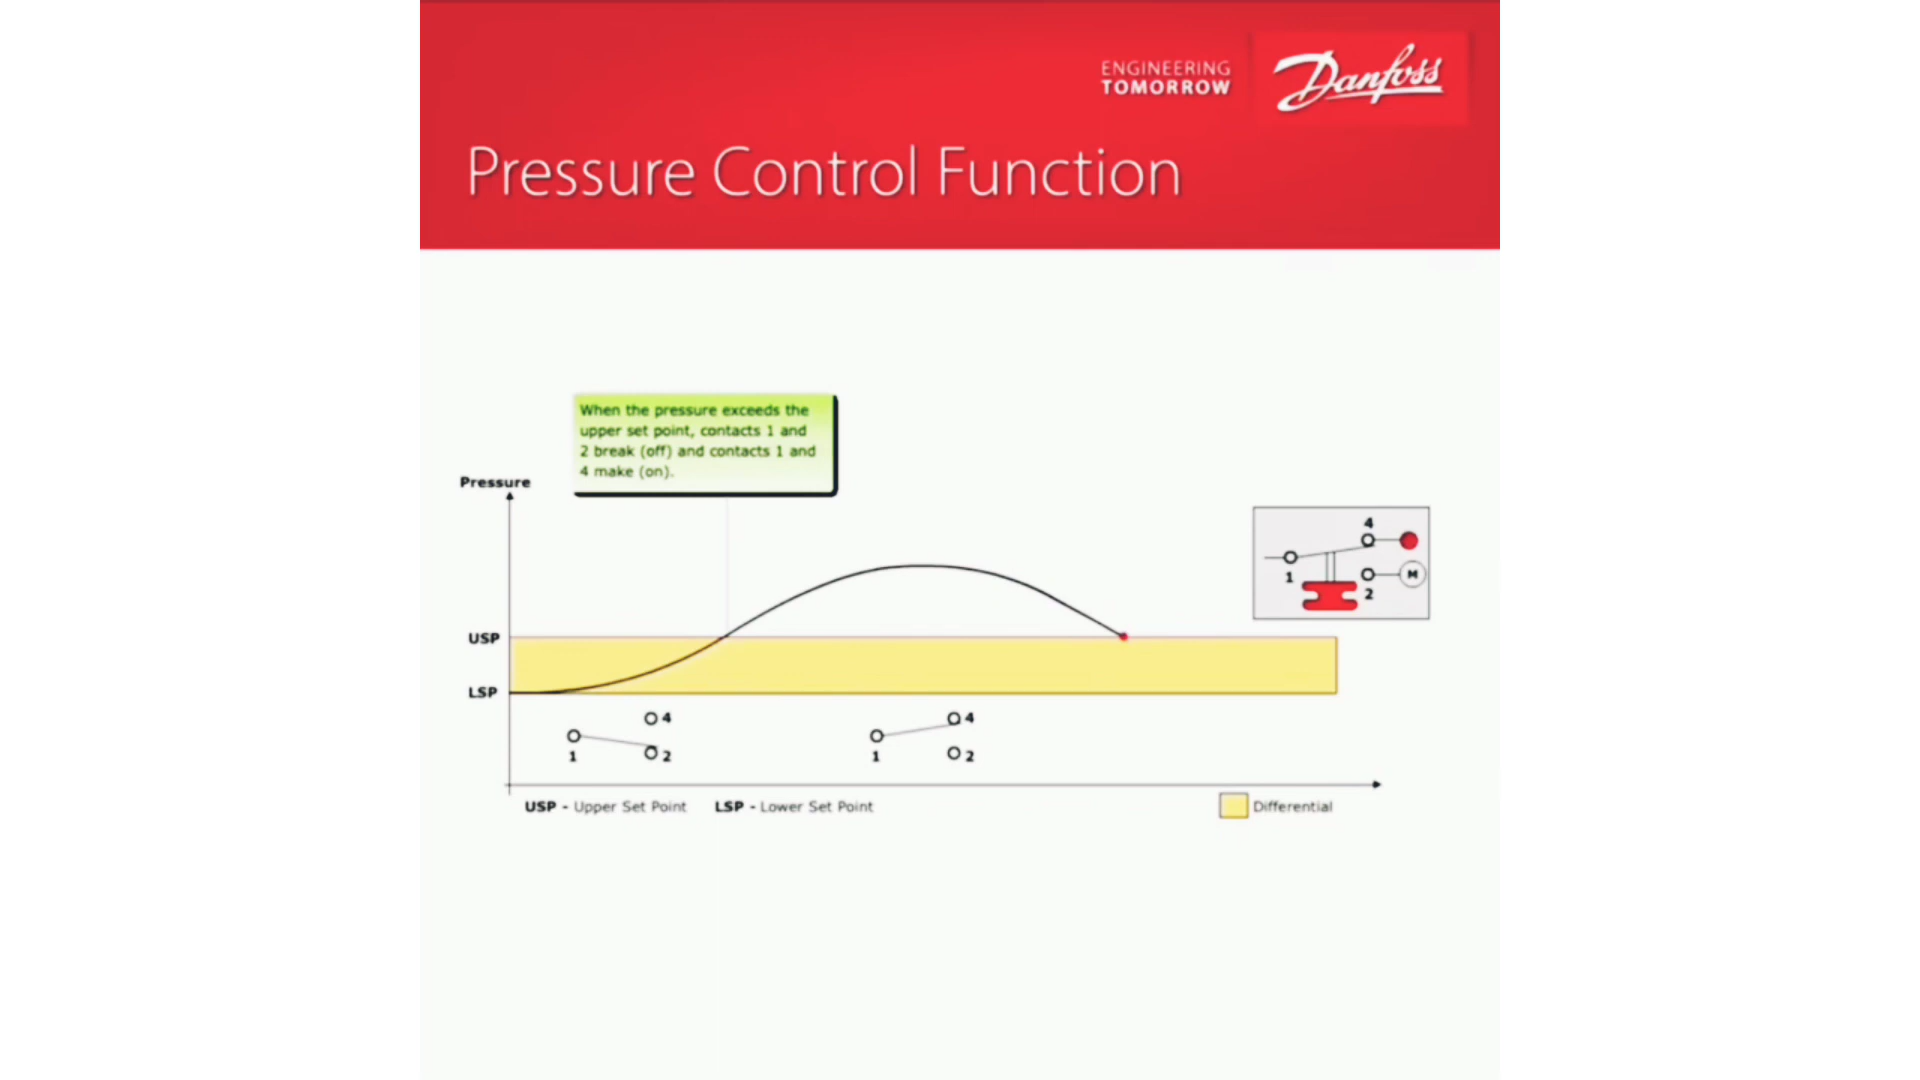 ENGINEERING
TOMORROW
Danfoss
Pressure Control Function
When the pressure exceeds the
upper set point, contacts 1 and
2 break (off) and contacts 1 and
4 make (on).
Pressure
4
1
M
2
USP
LSP
4
1
2
4
1
2
USP - Upper Set Point
LSP - Lower Set Point
Differential